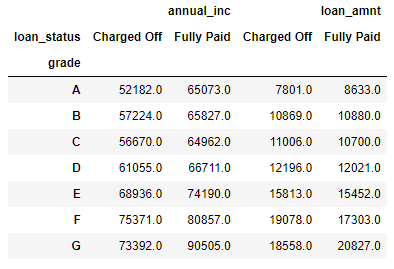 annual_inc loan_amnt
loan_status Charged Off Fully Paid Charged Off Fully Paid
grade
A 52182.0 65073.0 7801.0 8633.0
B 57224.0 65827.0 10869.0 10880.0
C 56670.0 64962.0 11006.0 10700.0
D 61055.0 66711.0 12196.0 12021.0
E 68936.0 74190.0 15813.0 15452.0
F 75371.0 80857.0 19078.0 17303.0
G 73392.0 90505.0 18558.0 20827.0